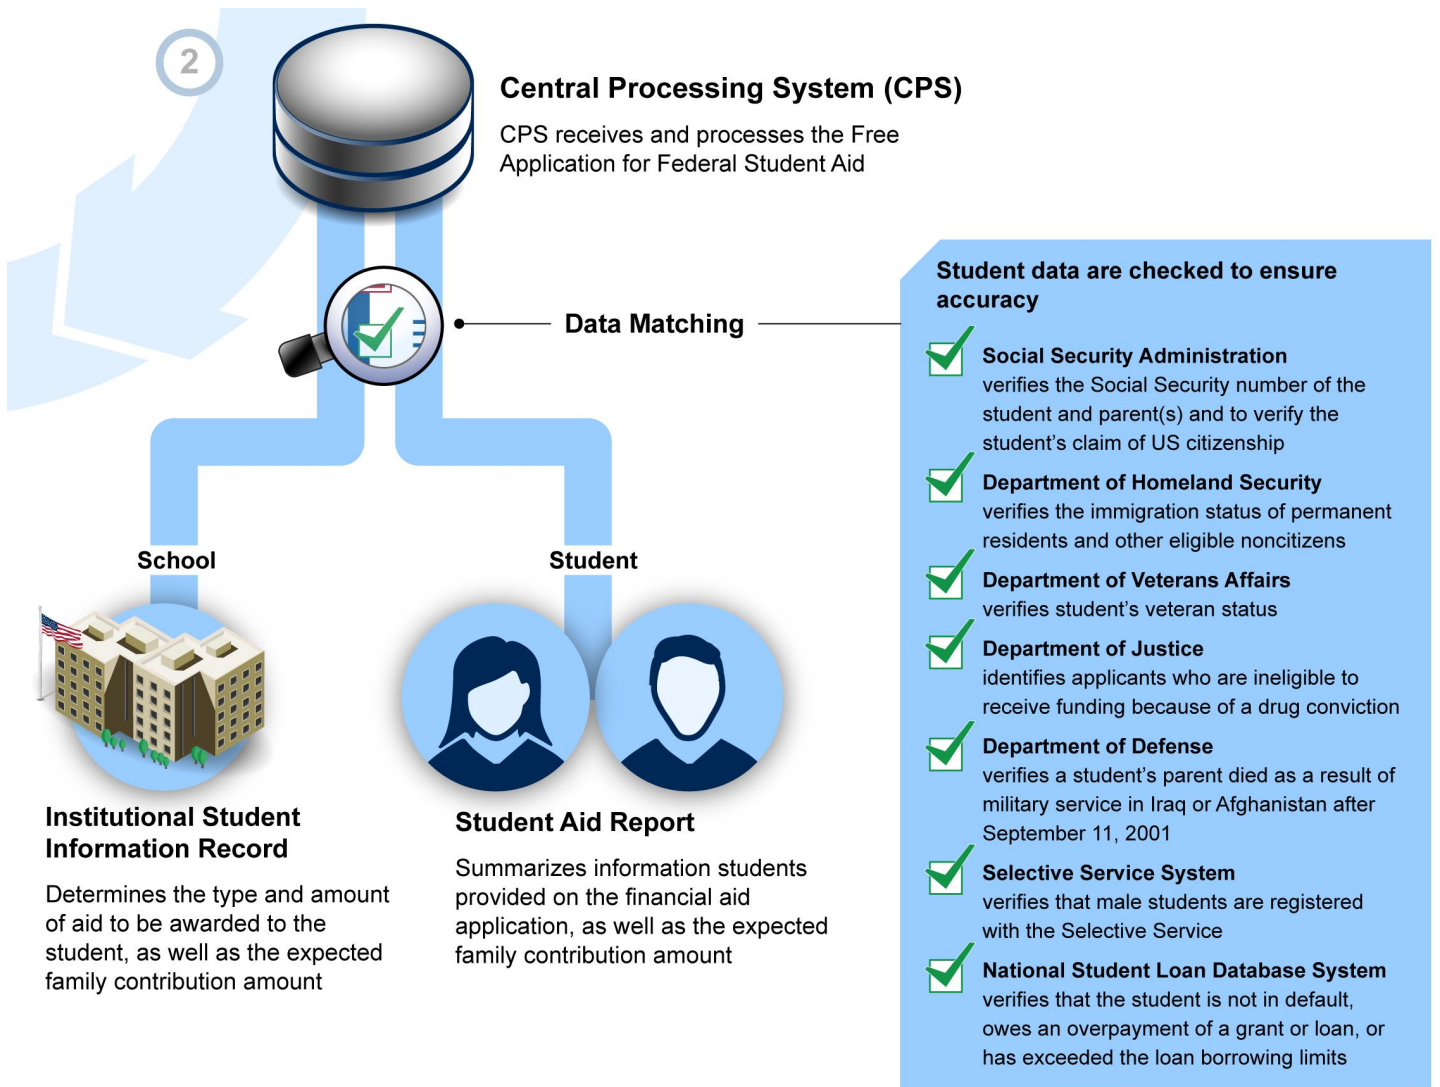 2
Central Processing System (CPS)
CPS receives and processes the Free
Application for Federal Student Aid
Data Matching
Student data are checked to ensure
accuracy
Social Security Administration
verifies the Social Security number of the
student and parent(s) and to verify the
student's claim of US citizenship
Department of Homeland Security
verifies the immigration status of permanent
residents and other eligible noncitizens
Department of Veterans Affairs
verifies student's veteran status
Department of Justice
identifies applicants who are ineligible to
receive funding because of a drug conviction
Department of Defense
verifies a student's parent died as a result of
military service in Iraq or Afghanistan after
September 11, 2001
Selective Service System
verifies that male students are registered
with the Selective Service
National Student Loan Database System
verifies that the student is not in default,
owes an overpayment of a grant or loan, or
has exceeded the loan borrowing limits
School
Institutional Student
Information Record
Determines the type and amount
of aid to be awarded to the
student, as well as the expected
family contribution amount
Student
Student Aid Report
Summarizes information students
provided on the financial aid
application, as well as the expected
family contribution amount